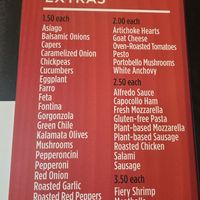 EXTRAS
1.50 each
Asiago
Balsamic Onions
Capers
Caramelized Onion
Chickpeas
Cucumbers
Eggplant
Farro
Feta
Fontina
Gorgonzola
Green Chile
Kalamata Olives
Mushrooms
Pepperoncini
Pepperoni
Red Onion
Roasted Garlic
Roasted Red Peppers
2.00 each
Artichoke Hearts
Goat Cheese
Oven-Roasted Tomatoes
Pesto
Portobello Mushrooms
White Anchovy
2.50 each
Alfredo Sauce
Capocollo Ham
Fresh Mozzarella
Gluten-free Pasta
Plant-based Mozzarella
Plant-based Sausage
Roasted Chicken
Salami
Sausage
3.50 each
Fiery Shrimp
Meatballs